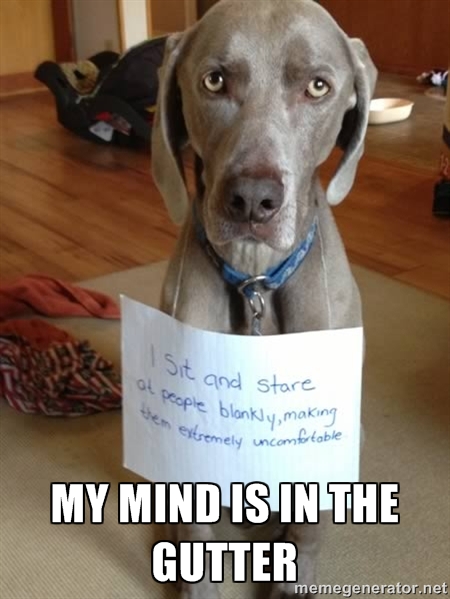 I Sit and stare
at people blankly, making
them extremely uncomfortable.
MY MIND IS IN THE
GUTTER
memegenerator.net